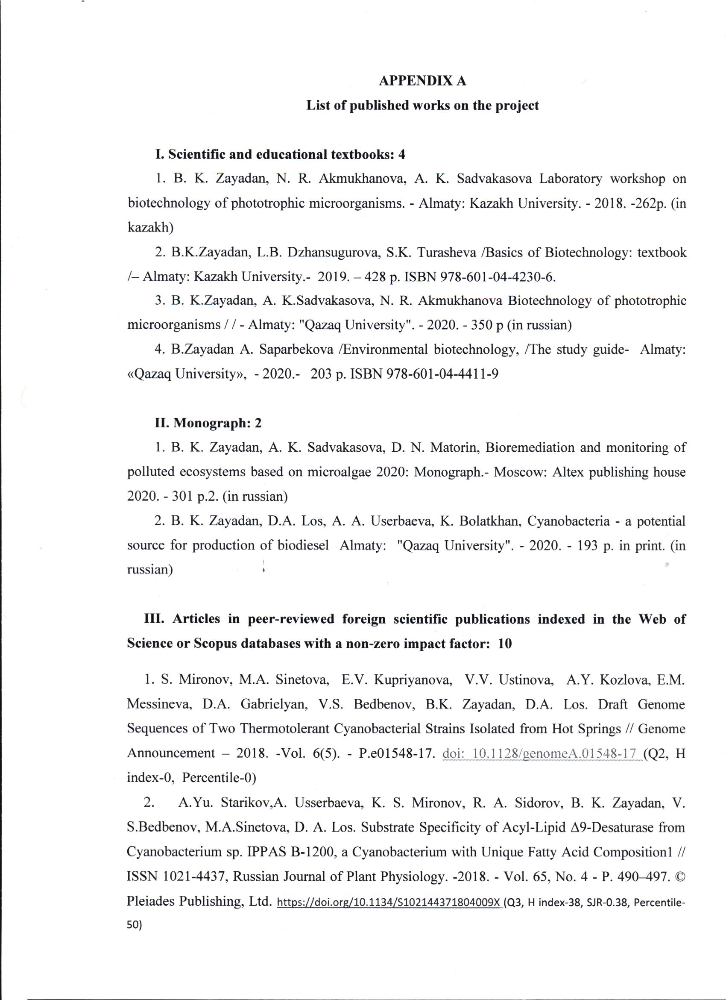 APPENDIX A
List of published works on the project
I. Scientific and educational textbooks: 4
1. B. K. Zayadan, N. R. Akmukhanova, A. K. Sadvakasova Laboratory workshop on
biotechnology of phototrophic microorganisms. - Almaty: Kazakh University. - 2018. -262p. (in
kazakh)
2. B.K.Zayadan, L.B. Dzhansugurova, S.K. Turasheva /Basics of Biotechnology: textbook
/– Almaty: Kazakh University.- 2019. – 428 p. ISBN 978-601-04-4230-6.
3. B. K.Zayadan, A. K.Sadvakasova, N. R. Akmukhanova Biotechnology of phototrophic
microorganisms / / - Almaty: "Qazaq University". - 2020. - 350 p (in russian)
4. B.Zayadan A. Saparbekova /Environmental biotechnology, /The study guide- Almaty:
«Qazaq University», - 2020.- 203 p. ISBN 978-601-04-4411-9
II. Monograph: 2
1. B. K. Zayadan, A. K. Sadvakasova, D. N. Matorin, Bioremediation and monitoring of
polluted ecosystems based on microalgae 2020: Monograph.- Moscow: Altex publishing house
2020. - 301 p.2. (in russian)
2. B. K. Zayadan, D.A. Los, A. A. Userbaeva, K. Bolatkhan, Cyanobacteria - a potential
source for production of biodiesel Almaty: "Qazaq University". - 2020. - 193 p. in print. (in
russian)
III. Articles in peer-reviewed foreign scientific publications indexed in the Web of
Science or Scopus databases with a non-zero impact factor: 10
1. S. Mironov, M.A. Sinetova, E.V. Kupriyanova, V.V. Ustinova, A.Y. Kozlova, E.M.
Messineva, D.A. Gabrielyan, V.S. Bedbenov, B.K. Zayadan, D.A. Los. Draft Genome
Sequences of Two Thermotolerant Cyanobacterial Strains Isolated from Hot Springs // Genome
Announcement – 2018. -Vol. 6(5). - P.e01548-17. doi: 10.1128/genomeA.01548-17 (Q2, H
index-0, Percentile-0)
2. A.Yu. Starikov,A. Usserbaeva, K. S. Mironov, R. A. Sidorov, B. K. Zayadan, V.
S.Bedbenov, M.A.Sinetova, D. A. Los. Substrate Specificity of Acyl-Lipid Δ9-Desaturase from
Cyanobacterium sp. IPPAS B-1200, a Cyanobacterium with Unique Fatty Acid Composition1 //
ISSN 1021-4437, Russian Journal of Plant Physiology. -2018. - Vol. 65, No. 4 - P. 490–497. ©
Pleiades Publishing, Ltd. https://doi.org/10.1134/S102144371804009X (Q3, H index-38, SJR-0.38, Percentile-
50)